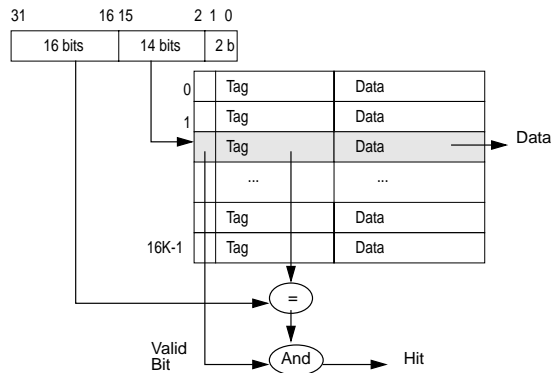 31 16 15 2 1 0
16 bits 14 bits 2 b
0 Tag Data
1 Tag Data
Tag Data Data
... ...
Tag Data
16K-1 Tag Data
=
Valid
Bit
And Hit